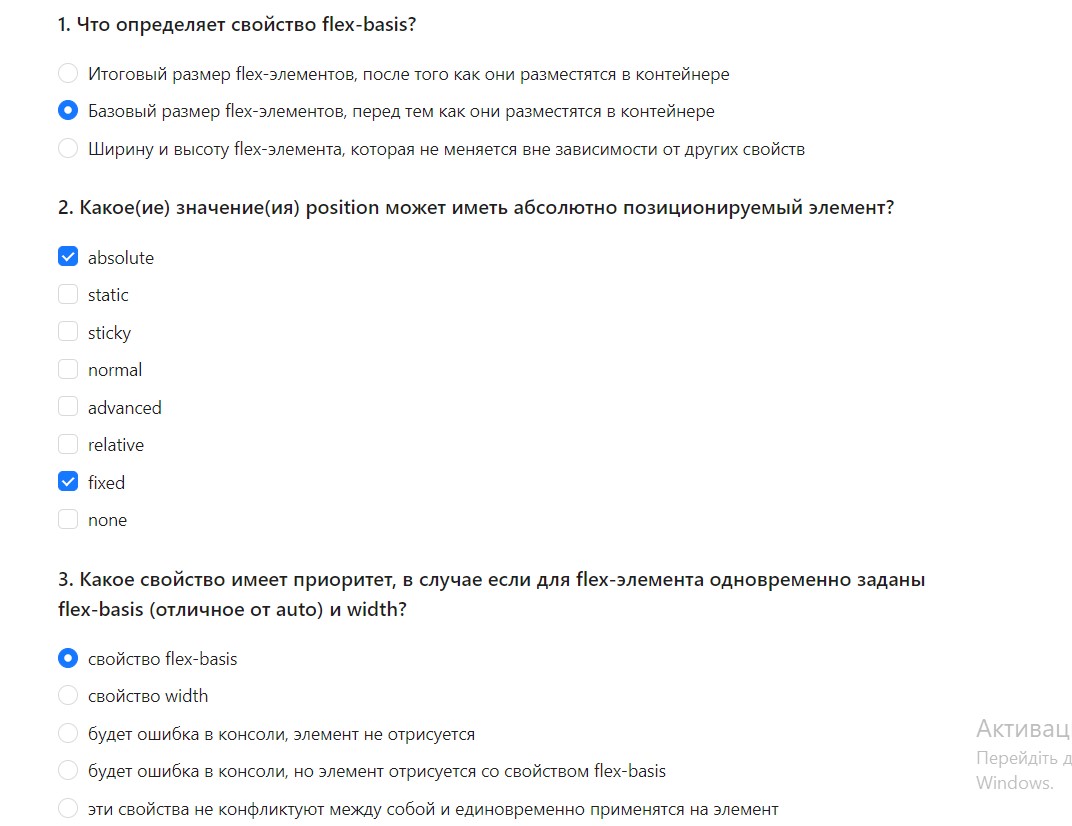 1. Что определяет свойство flex-basis?
Итоговый размер flex-элементов, после того как они разместятся в контейнере
Базовый размер flex-элементов, перед тем как они разместятся в контейнере
Ширину и высоту flex-элемента, которая не меняется вне зависимости от других свойств
2. Какое(ие) значение(ия) position может иметь абсолютно позиционируемый элемент?
absolute
static
sticky
normal
advanced
relative
fixed
none
3. Какое свойство имеет приоритет, в случае если для flex-элемента одновременно заданы
flex-basis (отличное от auto) и width?
свойство flex-basis
свойство width
будет ошибка в консоли, элемент не отрисуется
будет ошибка в консоли, но элемент отрисуется со свойством flex-basis
эти свойства не конфликтуют между собой и единовременно применятся на элемент
Активац
Перейдіть д
Windows.